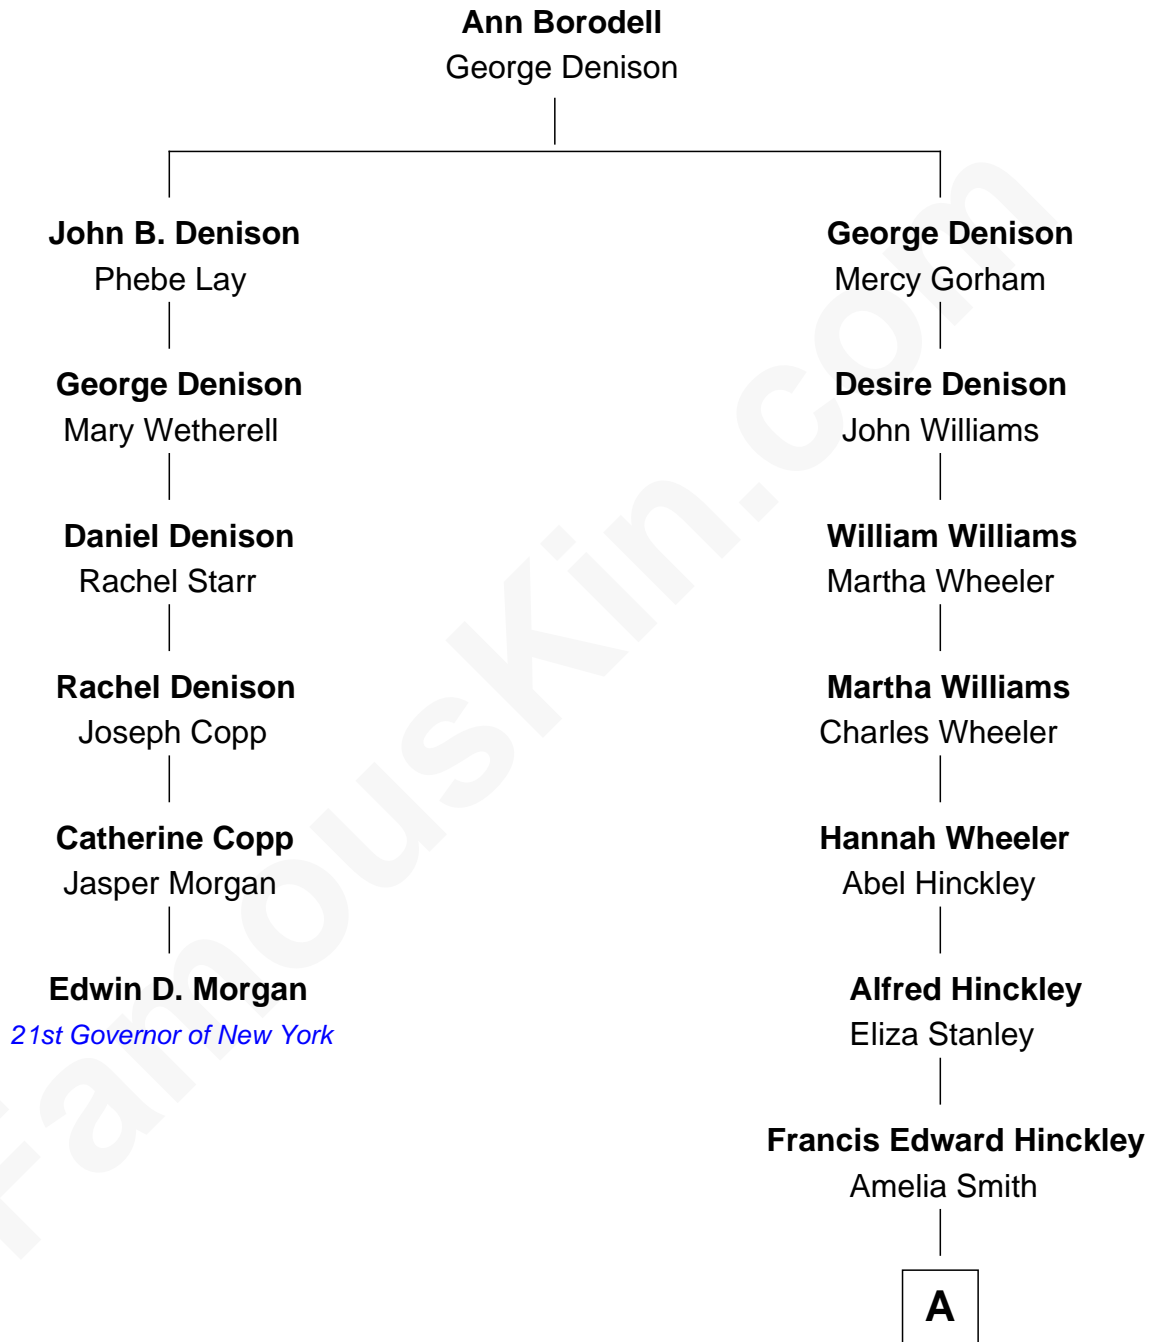 Ann Borodell
George Denison
John B. Denison
Phebe Lay
George Denison
Mary Wetherell
Daniel Denison
Rachel Starr
Rachel Denison
Joseph Copp
Catherine Copp
Jasper Morgan
Edwin D. Morgan
21st Governor of New York
George Denison
Mercy Gorham
Desire Denison
John Williams
William Williams
Martha Wheeler
Martha Williams
Charles Wheeler
Hannah Wheeler
Abel Hinckley
Alfred Hinckley
Eliza Stanley
Francis Edward Hinckley
Amelia Smith
A
FamousKin.com